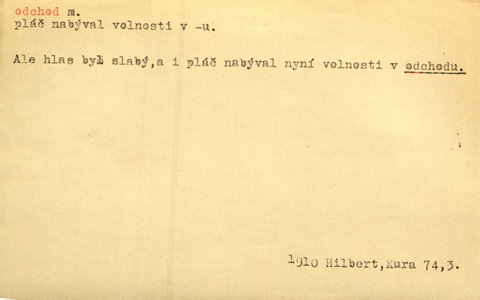 odchod m.
pláč nabýval volnosti v -u.
Ale hlas byl slabý,a i pláč nabýval nyní volnosti v odchodu.
1910 Hilbert,Kura 74,3.